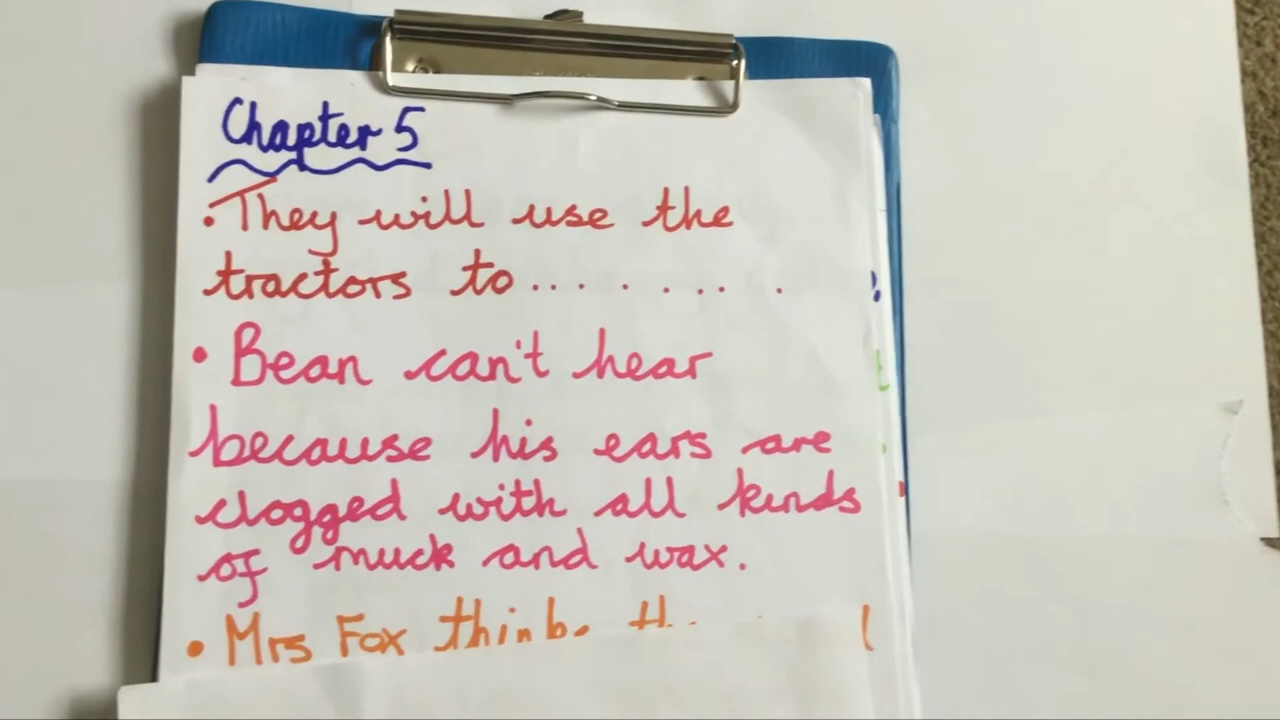 Chapter 5
• They will use the
tractors to.........
• Bean can't hear
because his ears are
clogged with all kinds
of muck and wax.
• Mrs Fox